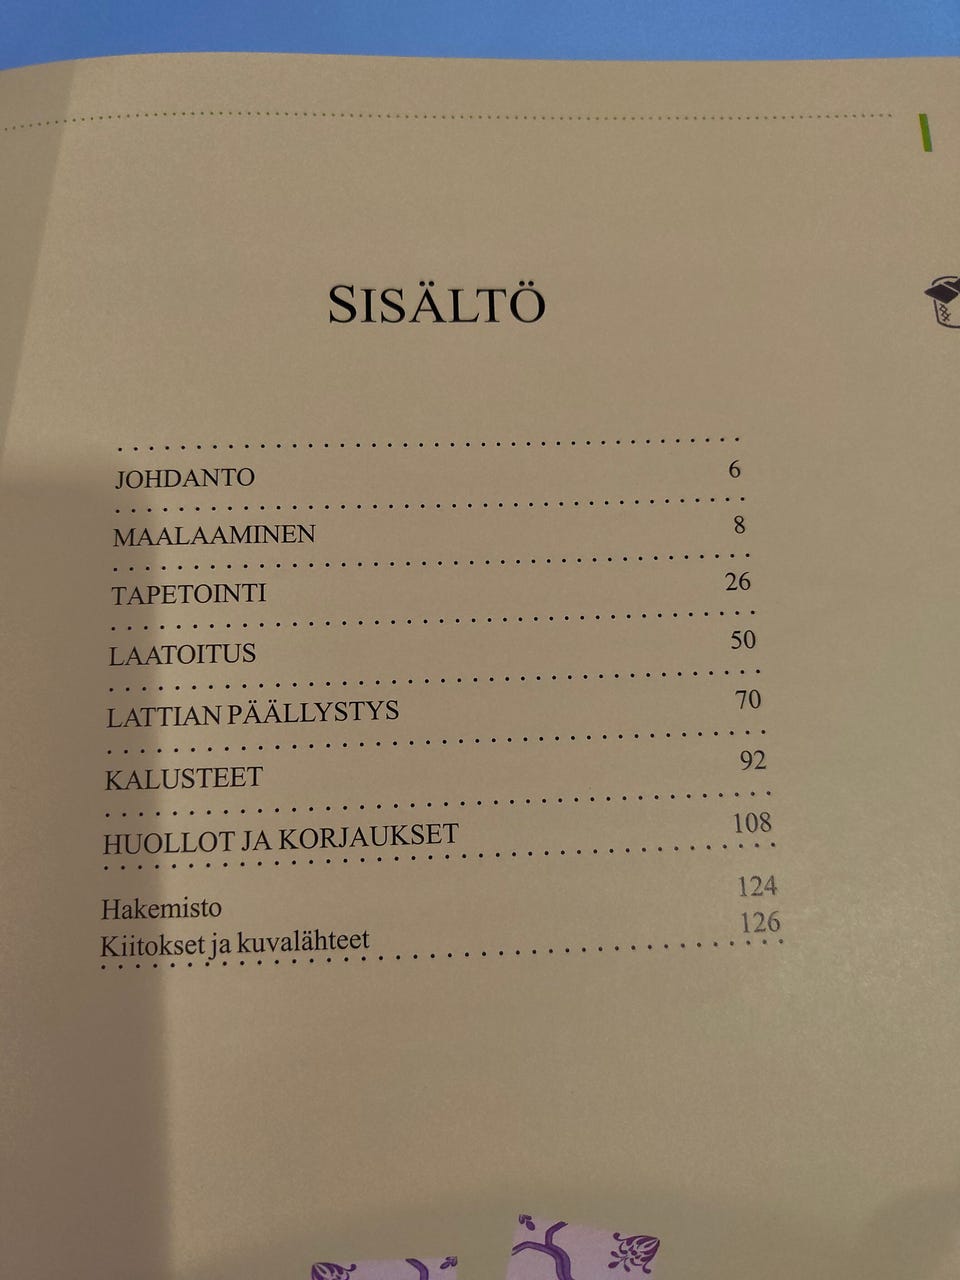 SISÄLTÖ
JOHDANTO 6
MAALAAMINEN 8
TAPETOINTI 26
LAATOITUS 50
LATTIAN PÄÄLLYSTYS 70
KALUSTEET 92
HUOLLOT JA KORJAUKSET 108
Hakemisto 124
Kiitokset ja kuvalähteet 126